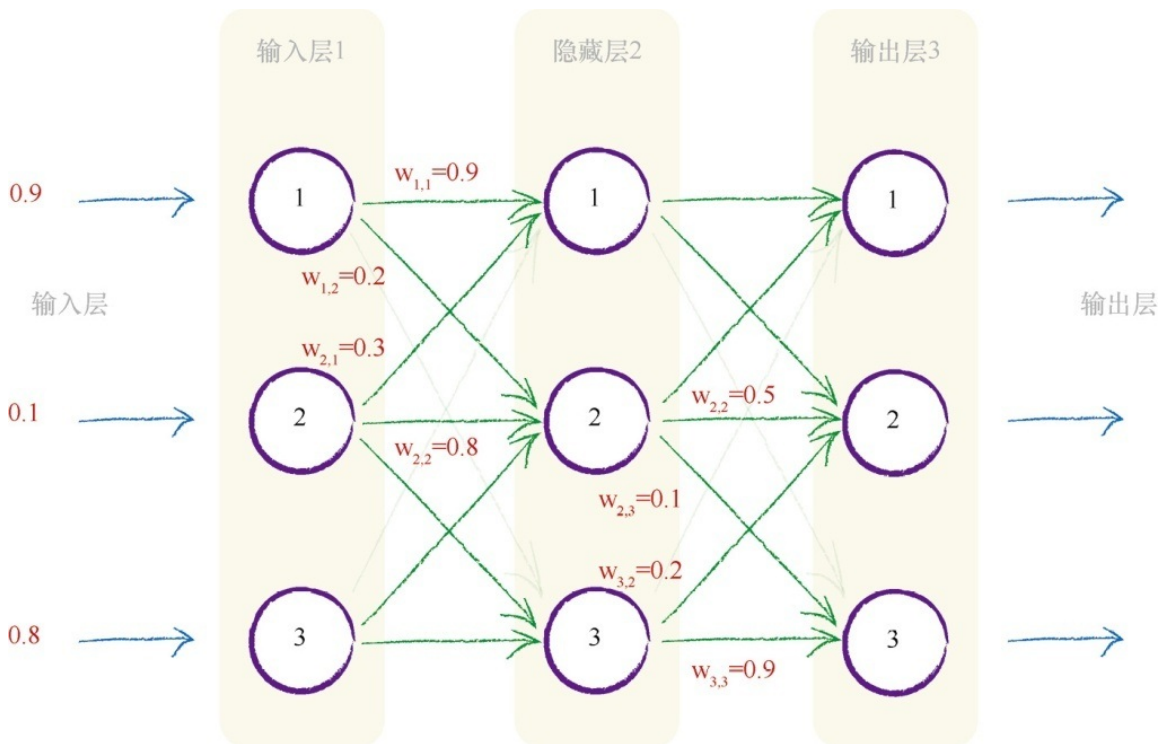 输入层1
隐藏层2
输出层3
0.9
1
w1,1=0.9
1
1
w1,2=0.2
输入层
输出层
w2,1=0.3
0.1
2
2
w2,2=0.5
2
w2,2=0.8
w2,3=0.1
w3,2=0.2
0.8
3
3
3
w3,3=0.9